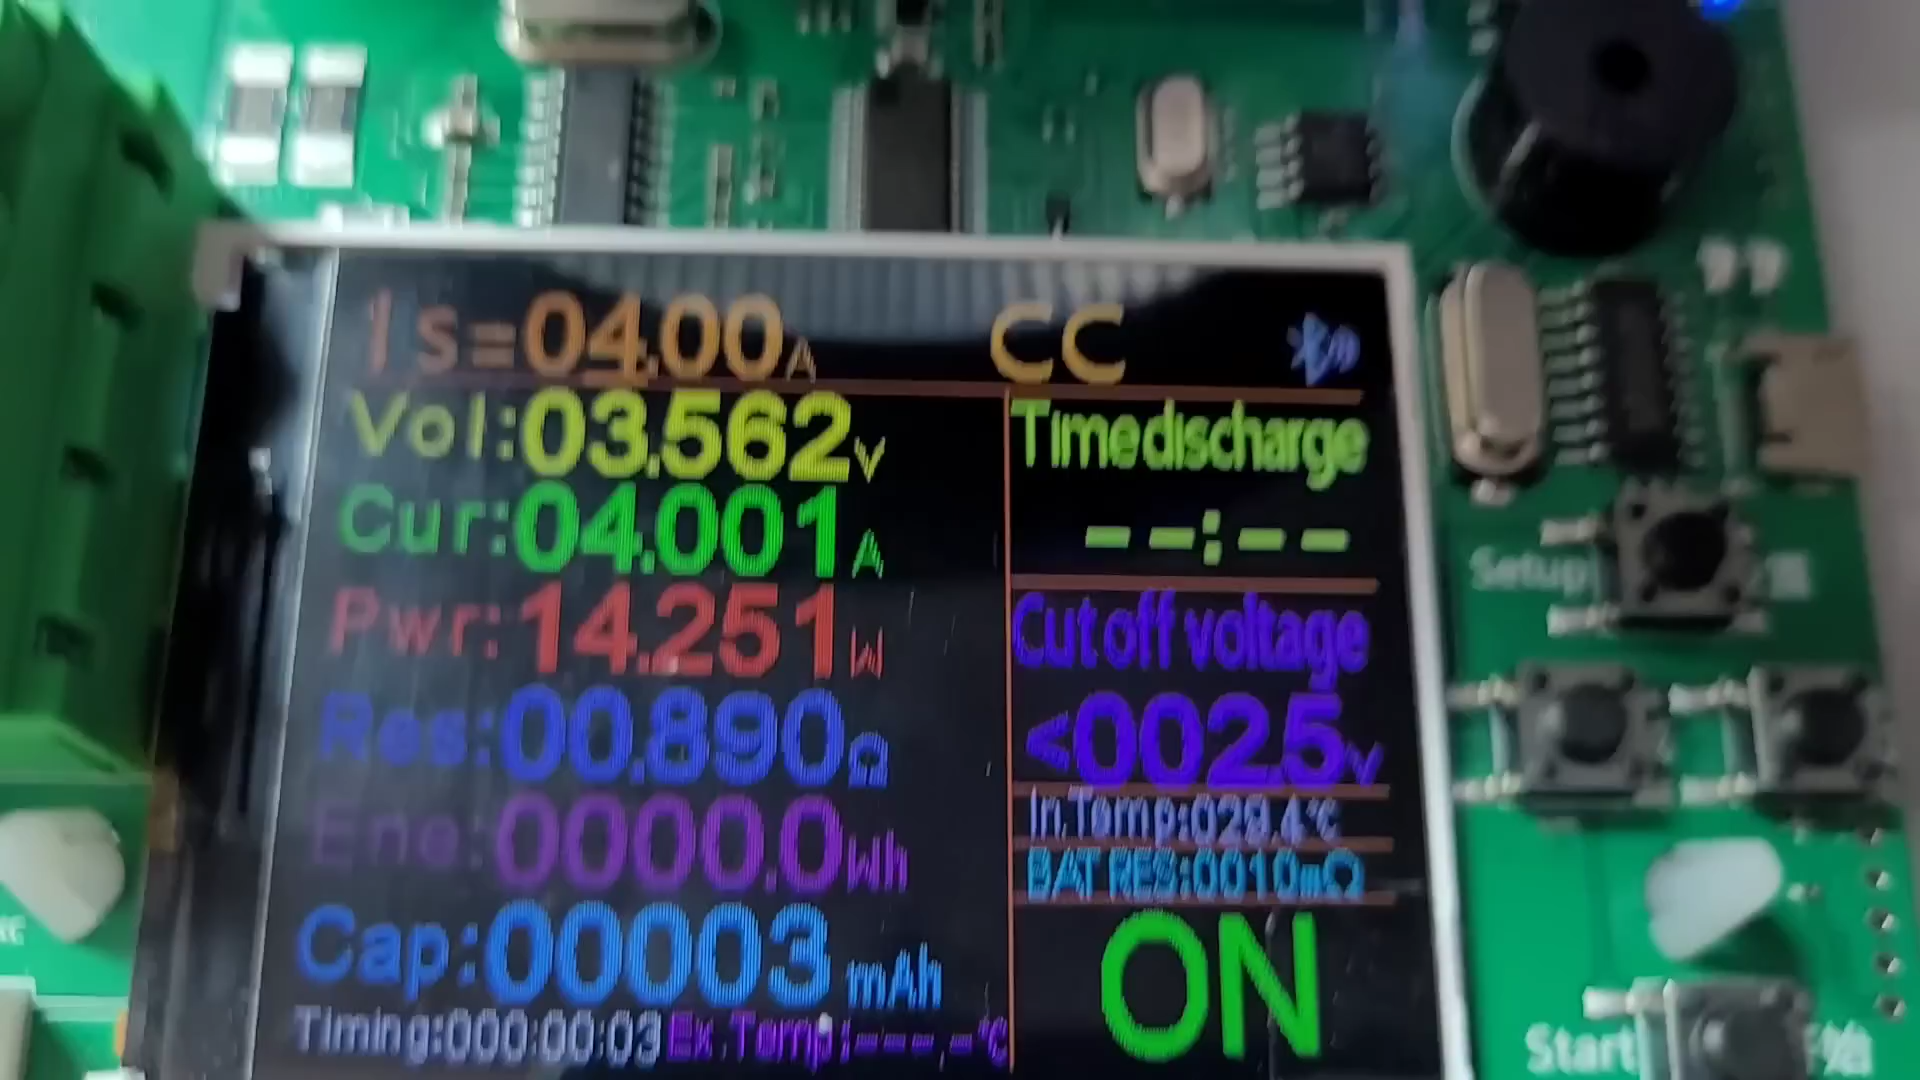 Is=04.00A CC
Vol:03.562V
Cur:04.001A
Pwr:14.251W
Res:00.890Ω
Ene:0000.0Wh
Cap:00003mAh
Timing:000:00:03 Ex.Temp:---.-℃
Timedischarge
--:--
Cutoff voltage
<002.5V
In.Temp:028.4℃
BAT RES:0010mΩ
ON
Setup
Start